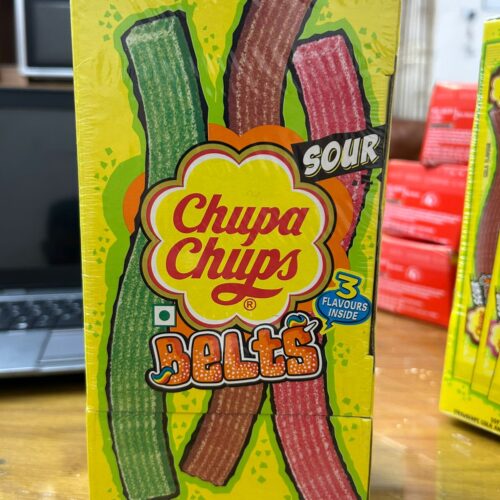 SOUR
Chupa
Chups
®
3
FLAVOURS
INSIDE
BELTS